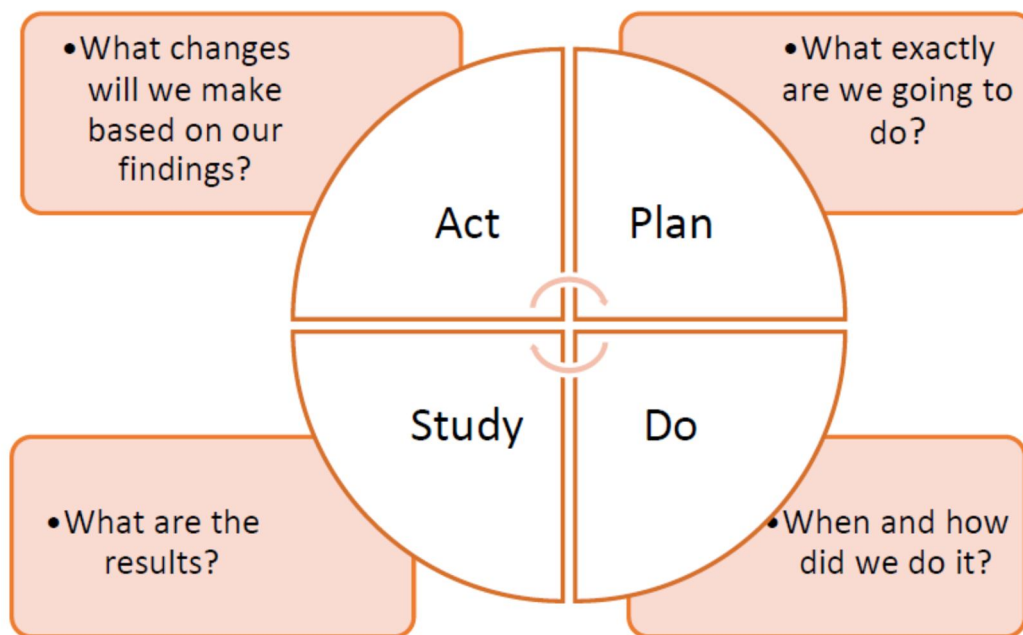 •What changes
will we make
based on our
findings?
•What exactly
are we going to
do?
Act
Plan
Study
Do
•What are the
results?
•When and how
did we do it?